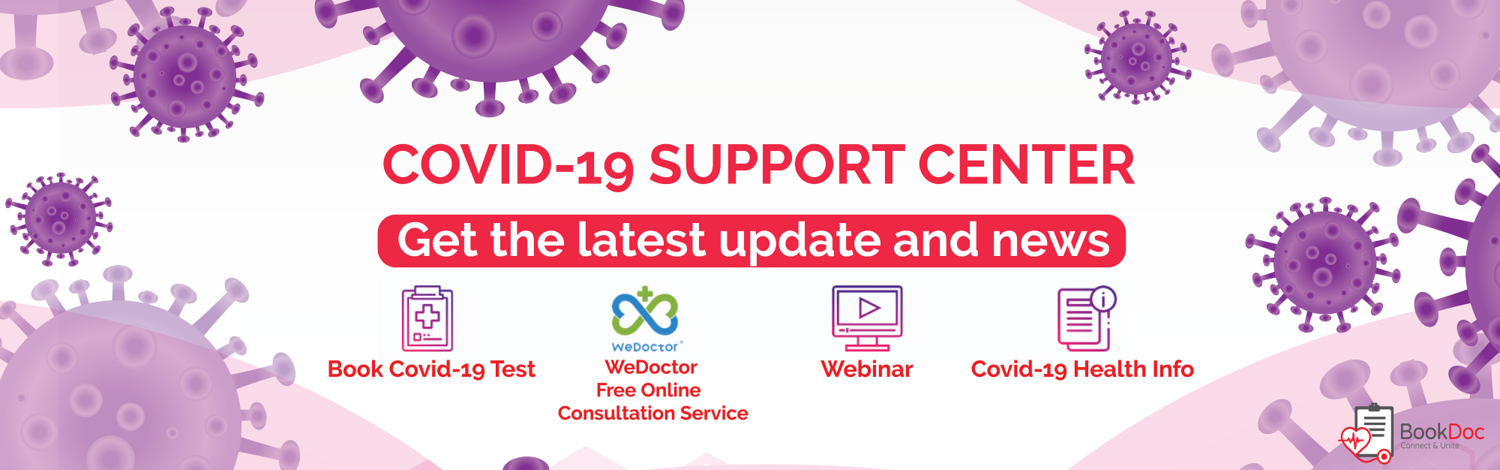 COVID-19 SUPPORT CENTER
Get the latest update and news
WeDoctor
Book Covid-19 Test
WeDoctor
Free Online
Consultation Service
Webinar
Covid-19 Health Info
BookDoc
Connect & Unite